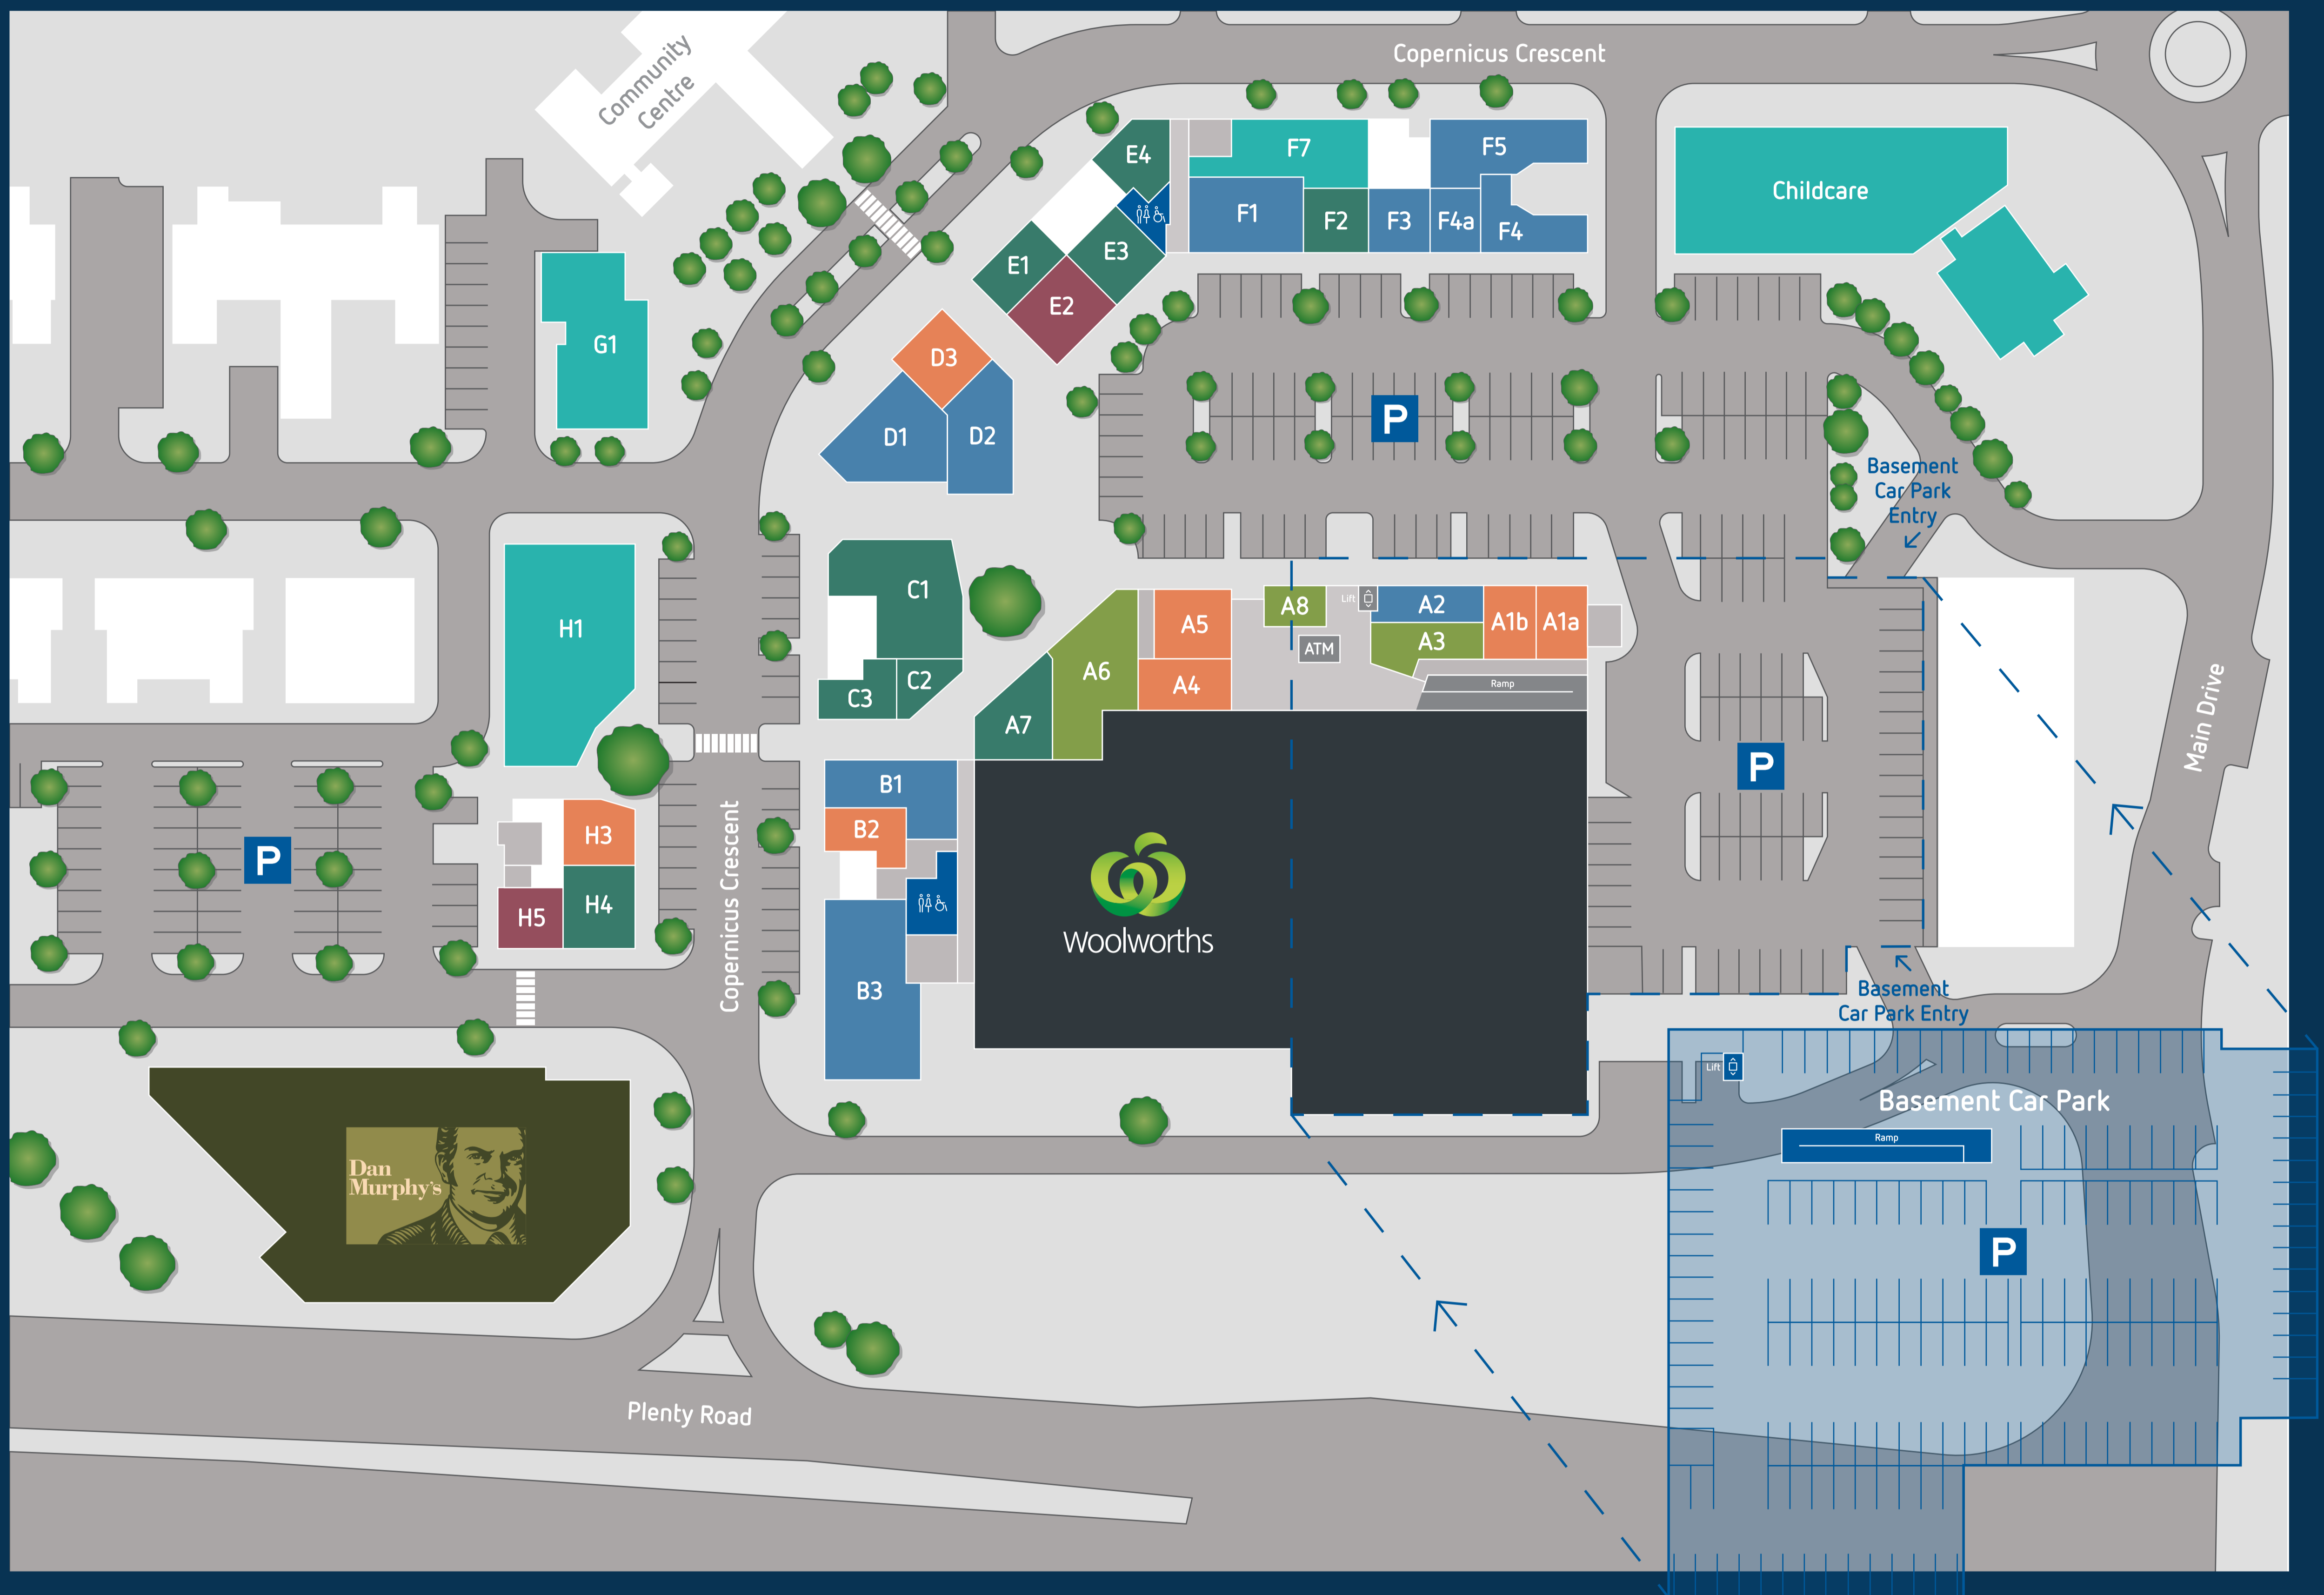 Copernicus Crescent
Community
Centre
E4
F7
F5
Childcare
F1
F2
F3
F4a
F4
E1
E3
E2
G1
D3
D1
D2
P
Basement
Car Park
Entry
H1
C1
C2
C3
A8
Lift
A2
A5
A1b
A1a
A3
ATM
A6
A4
Ramp
A7
Main Drive
P
B1
B2
H3
P
H5
H4
Copernicus Crescent
Woolworths
B3
Basement
Car Park Entry
Lift
Basement Car Park
Ramp
Dan
Murphy's
P
Plenty Road